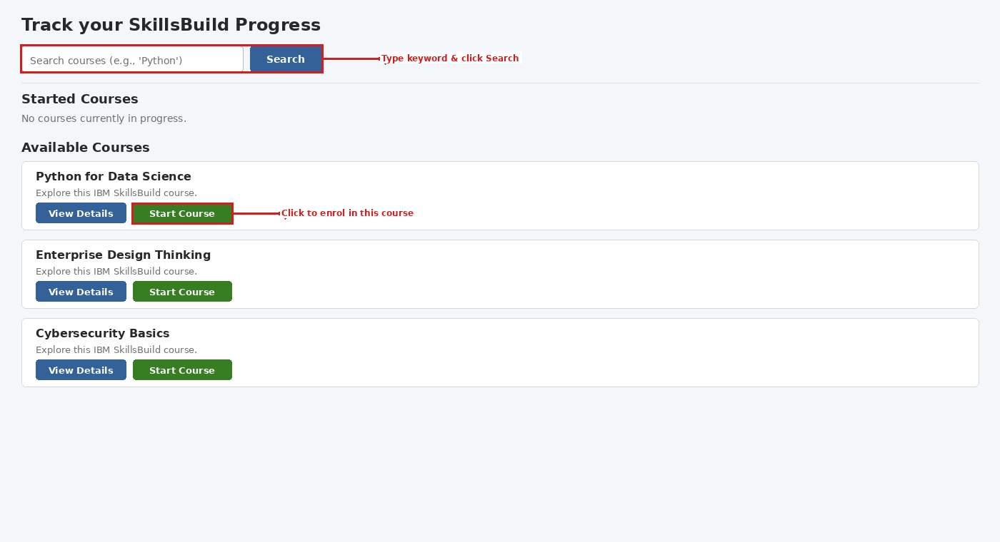 Track your SkillsBuild Progress
Search courses (e.g., 'Python')
Search
Type keyword & click Search
Started Courses
No courses currently in progress.
Available Courses
Python for Data Science
Explore this IBM SkillsBuild course.
View Details
Start Course
Click to enrol in this course
Enterprise Design Thinking
Explore this IBM SkillsBuild course.
View Details
Start Course
Cybersecurity Basics
Explore this IBM SkillsBuild course.
View Details
Start Course